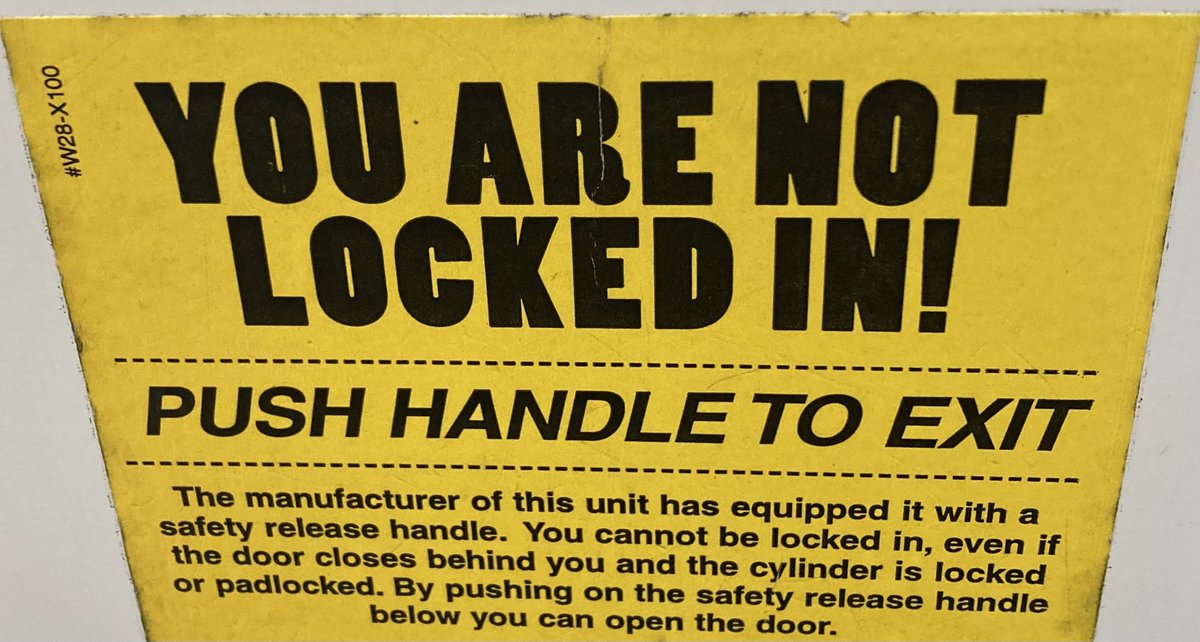 #W28-X100
YOU ARE NOT
LOCKED IN!
PUSH HANDLE TO EXIT
The manufacturer of this unit has equipped it with a
safety release handle. You cannot be locked in, even if
the door closes behind you and the cylinder is locked
or padlocked. By pushing on the safety release handle
below you can open the door.